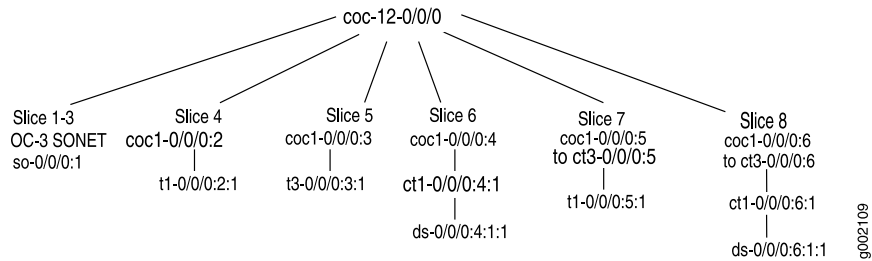 coc-12-0/0/0
Slice 1-3
OC-3 SONET
so-0/0/0:1
Slice 4
coc1-0/0/0:2
t1-0/0/0:2:1
Slice 5
coc1-0/0/0:3
t3-0/0/0:3:1
Slice 6
coc1-0/0/0:4
ct1-0/0/0:4:1
ds-0/0/0:4:1:1
Slice 7
coc1-0/0/0:5
to ct3-0/0/0:5
t1-0/0/0:5:1
Slice 8
coc1-0/0/0:6
to ct3-0/0/0:6
ct1-0/0/0:6:1
ds-0/0/0:6:1:1
g002109